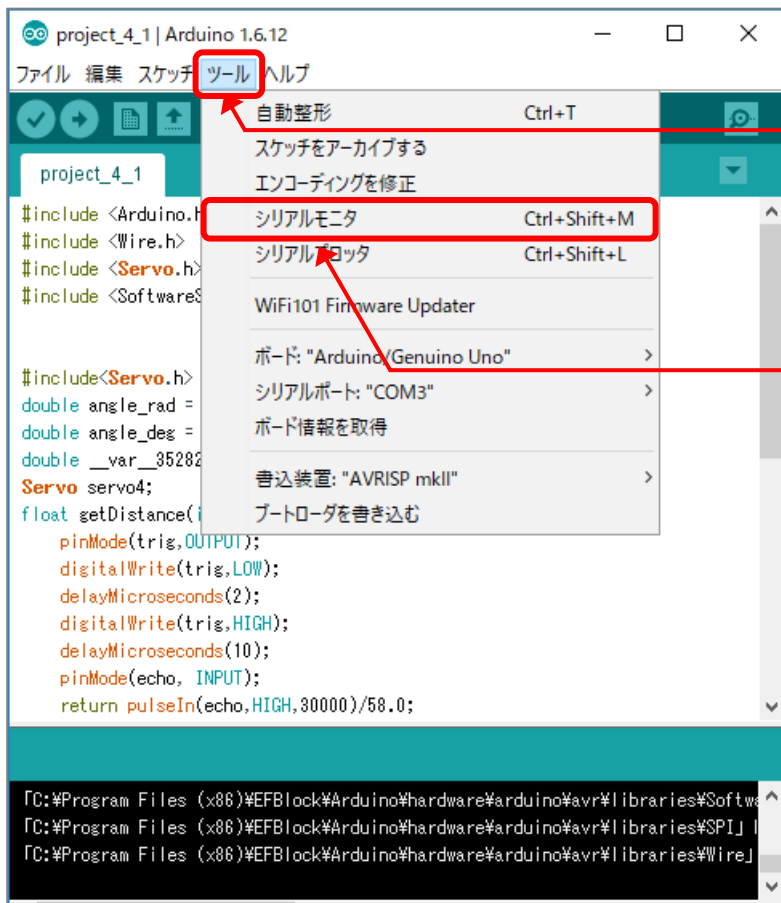 project_4_1 | Arduino 1.6.12
ファイル 編集 スケッチ ツール ヘルプ
自動整形 Ctrl+T
スケッチをアーカイブする
エンコーディングを修正
シリアルモニタ Ctrl+Shift+M
シリアルプロッタ Ctrl+Shift+L
WiFi101 Firmware Updater
ボード: "Arduino/Genuino Uno"
シリアルポート: "COM3"
ボード情報を取得
書込装置: "AVRISP mkII"
ブートローダを書き込む
project_4_1
#include <Arduino.h
#include <Wire.h>
#include <Servo.h>
#include <SoftwareS
#include<Servo.h>
double angle_rad =
double angle_deg =
double __var__35282
Servo servo4;
float getDistance(i
pinMode(trig,OUTPUT);
digitalWrite(trig,LOW);
delayMicroseconds(2);
digitalWrite(trig,HIGH);
delayMicroseconds(10);
pinMode(echo, INPUT);
return pulseIn(echo,HIGH,30000)/58.0;
「C:¥Program Files (x86)¥EFBlock¥Arduino¥hardware¥arduino¥avr¥libraries¥Softwa
「C:¥Program Files (x86)¥EFBlock¥Arduino¥hardware¥arduino¥avr¥libraries¥SPI」
「C:¥Program Files (x86)¥EFBlock¥Arduino¥hardware¥arduino¥avr¥libraries¥Wire」